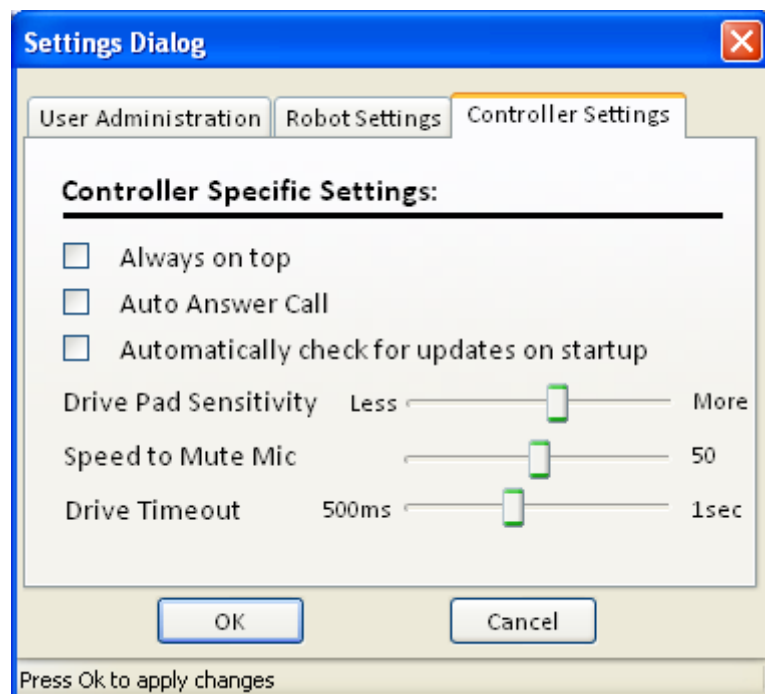 Settings Dialog
User Administration Robot Settings Controller Settings
Controller Specific Settings:
Always on top
Auto Answer Call
Automatically check for updates on startup
Drive Pad Sensitivity Less More
Speed to Mute Mic 50
Drive Timeout 500ms 1sec
OK Cancel
Press Ok to apply changes